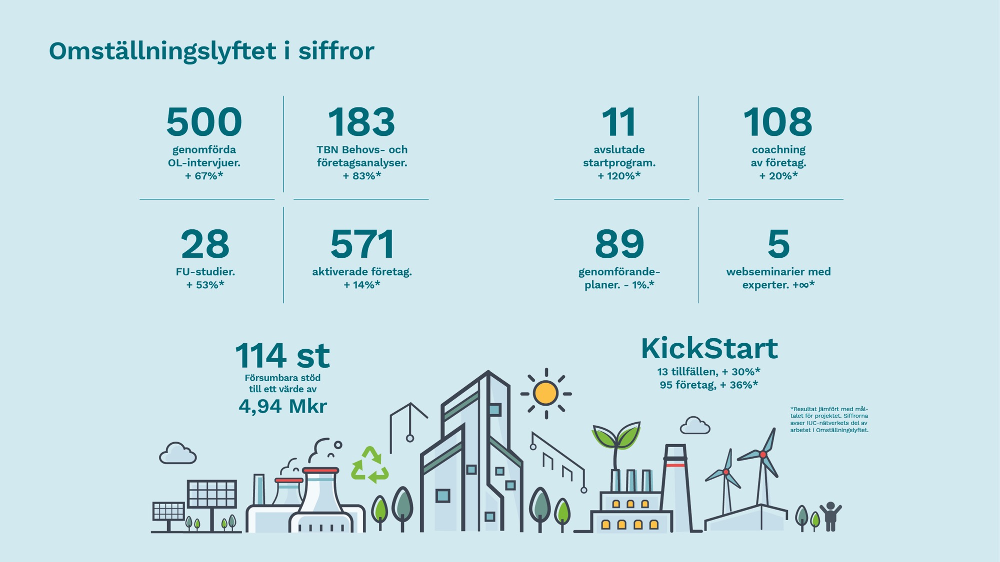 Omställningslyftet i siffror
500
genomförda
OL-intervjuer.
+ 67%*
183
TBN Behovs- och
företagsanalyser.
+ 83%*
28
FU-studier.
+ 53%*
571
aktiverade företag.
+ 14%*
11
avslutade
startprogram.
+ 120%*
108
coachning
av företag.
+ 20%*
89
genomförande-
planer. - 1%.*
5
webseminarier med
experter. +∞*
114 st
Försumbara stöd
till ett värde av
4,94 Mkr
KickStart
13 tillfällen, + 30%*
95 företag, + 36%*
*Resultat jämfört med mål-
talet för projektet. Siffrorna
avser IUC-nätverkets del av
arbetet i Omställningslyftet.